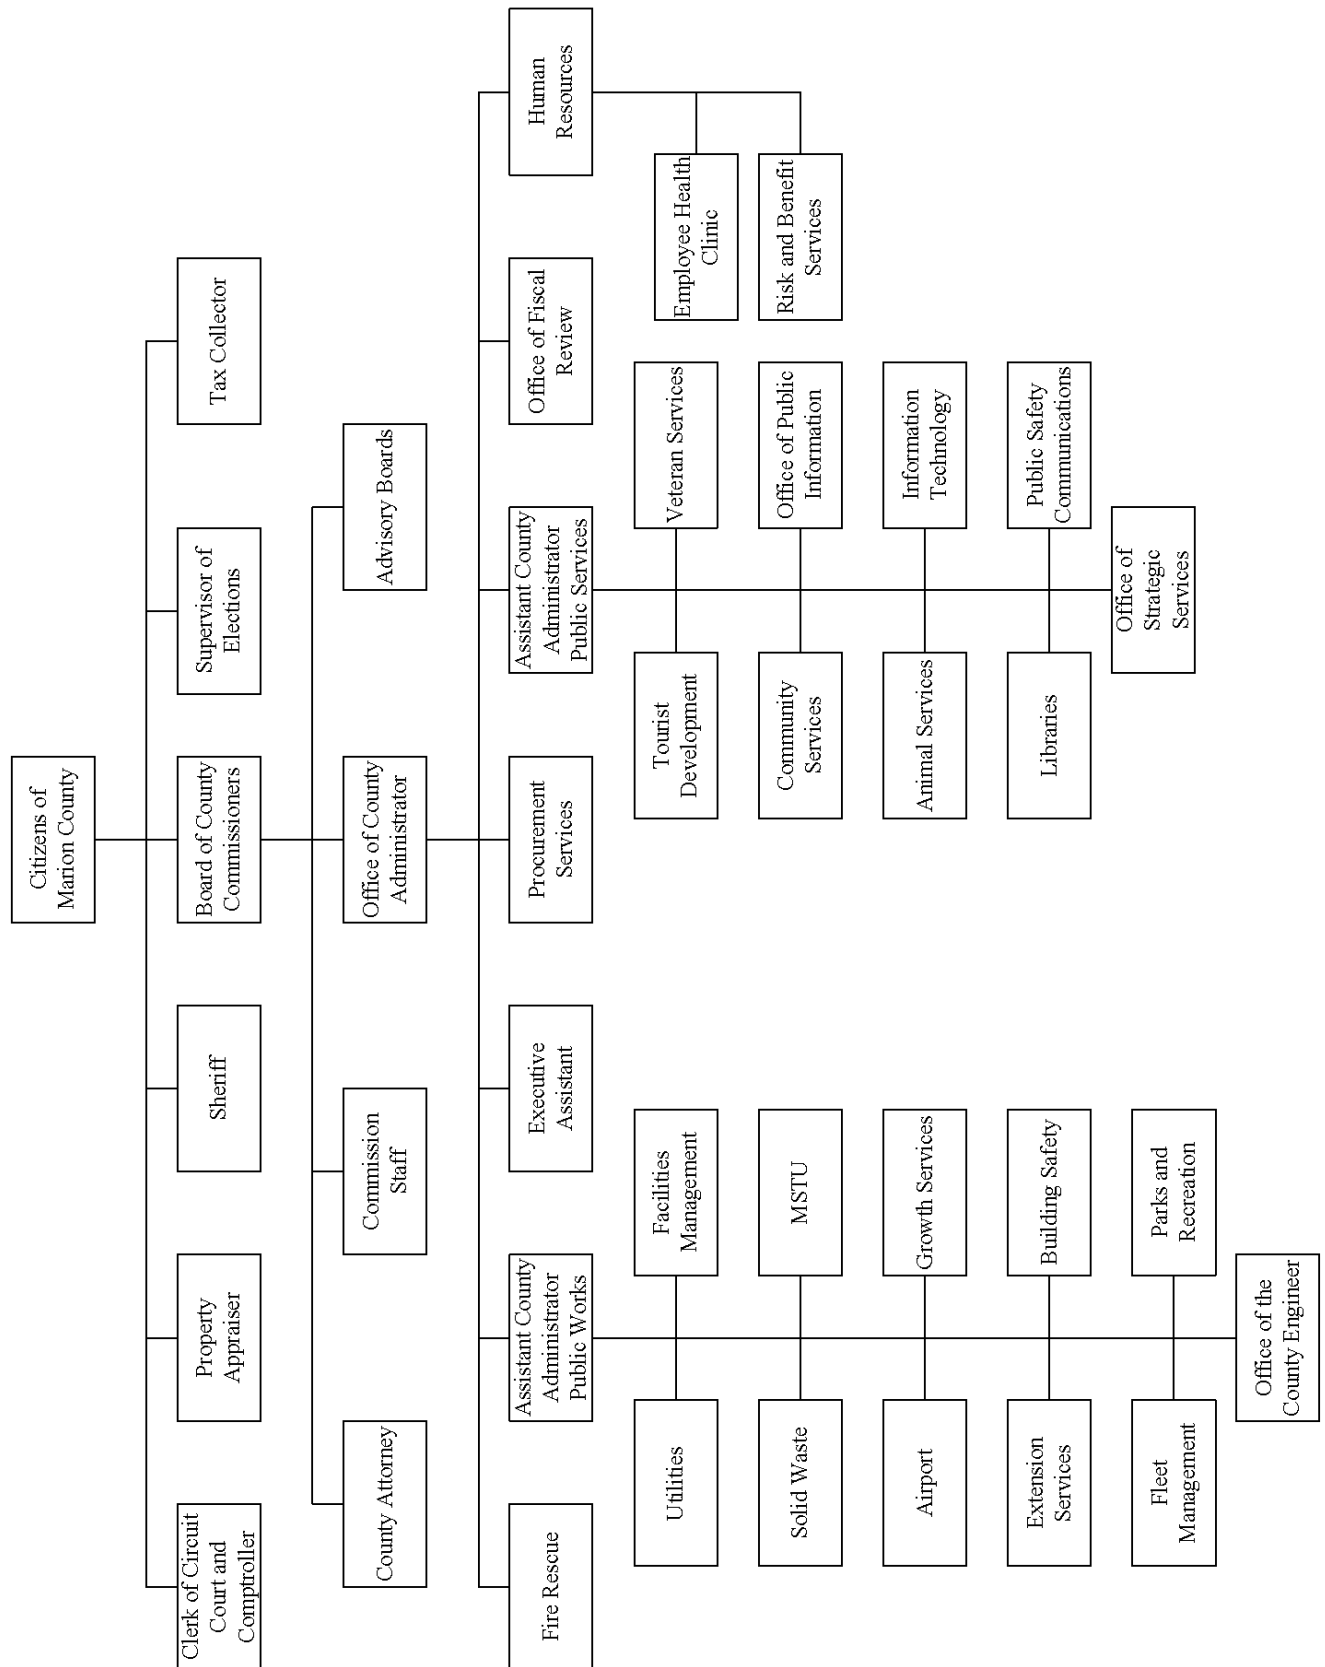 Citizens of
Marion County
Clerk of Circuit
Court and
Comptroller
Property
Appraiser
Sheriff
Board of County
Commissioners
Supervisor of
Elections
Tax Collector
County Attorney
Commission
Staff
Office of County
Administrator
Advisory Boards
Fire Rescue
Assistant County
Administrator
Public Works
Executive
Assistant
Procurement
Services
Assistant County
Administrator
Public Services
Office of Fiscal
Review
Human
Resources
Utilities
Facilities
Management
Solid Waste
MSTU
Airport
Growth Services
Extension
Services
Building Safety
Fleet
Management
Parks and
Recreation
Office of the
County Engineer
Tourist
Development
Veteran Services
Community
Services
Office of Public
Information
Animal Services
Information
Technology
Libraries
Public Safety
Communications
Office of
Strategic
Services
Employee Health
Clinic
Risk and Benefit
Services